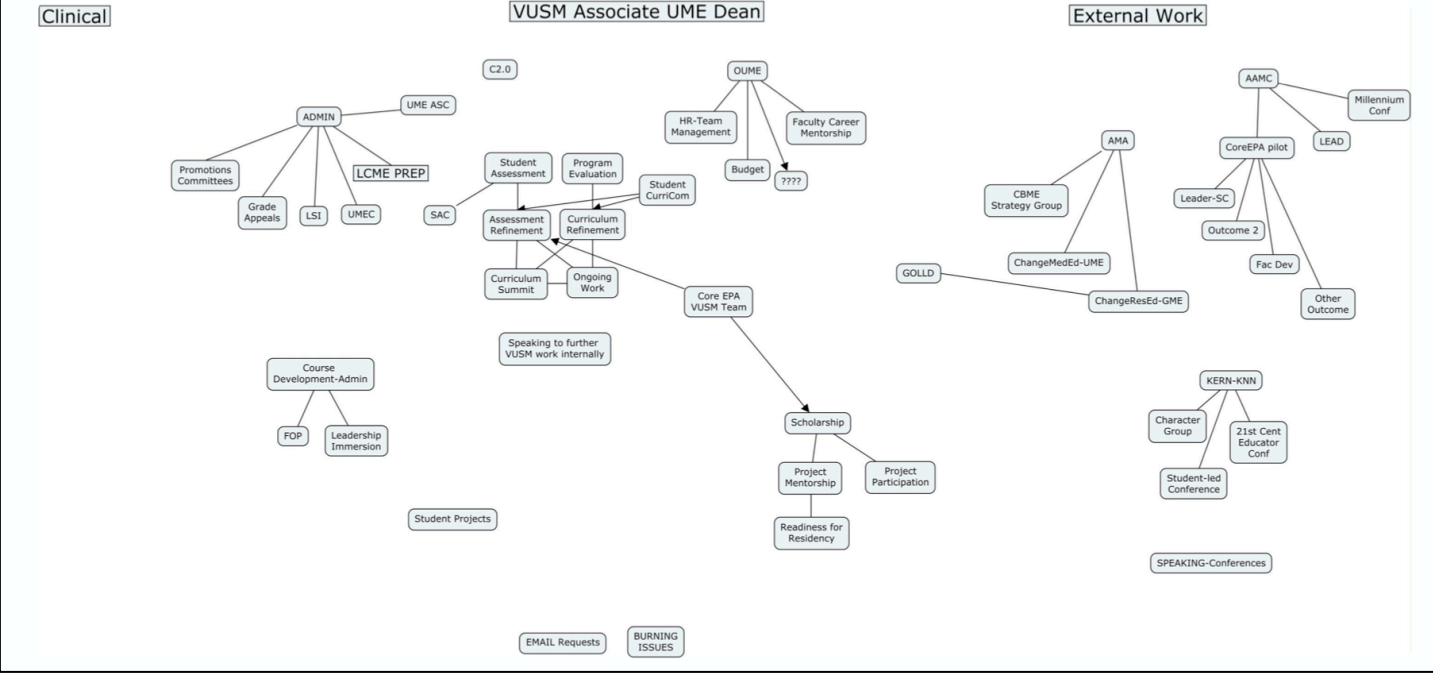 Clinical
VUSM Associate UME Dean
External Work
C2.0
OUME
HR-Team
Management
Faculty Career
Mentorship
Budget
????
ADMIN
UME ASC
Promotions
Committees
LCME PREP
Grade
Appeals
LSI
UMEC
Student
Assessment
Program
Evaluation
Student
CurriCom
SAC
Assessment
Refinement
Curriculum
Refinement
Curriculum
Summit
Ongoing
Work
Core EPA
VUSM Team
Speaking to further
VUSM work internally
Course
Development-Admin
FOP
Leadership
Immersion
Scholarship
Project
Mentorship
Project
Participation
Readiness for
Residency
Student Projects
EMAIL Requests
BURNING
ISSUES
AAMC
Millennium
Conf
LEAD
CoreEPA pilot
Leader-SC
Outcome 2
Fac Dev
Other
Outcome
AMA
CBME
Strategy Group
ChangeMedEd-UME
GOLLD
ChangeResEd-GME
KERN-KNN
Character
Group
21st Cent
Educator
Conf
Student-led
Conference
SPEAKING-Conferences